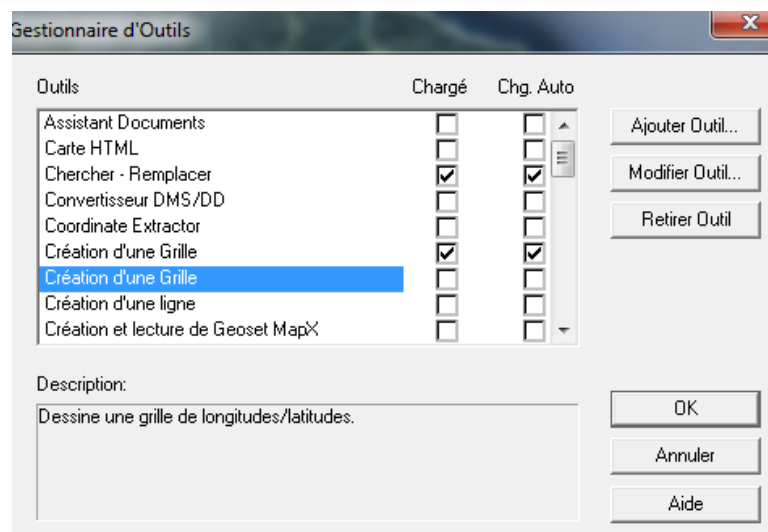 Gestionnaire d'Outils
Outils Chargé Chg. Auto
Assistant Documents
Carte HTML
Chercher - Remplacer
Convertisseur DMS/DD
Coordinate Extractor
Création d'une Grille
Création d'une Grille
Création d'une ligne
Création et lecture de Geoset MapX
Ajouter Outil...
Modifier Outil...
Retirer Outil
Description:
Dessine une grille de longitudes/latitudes.
OK
Annuler
Aide